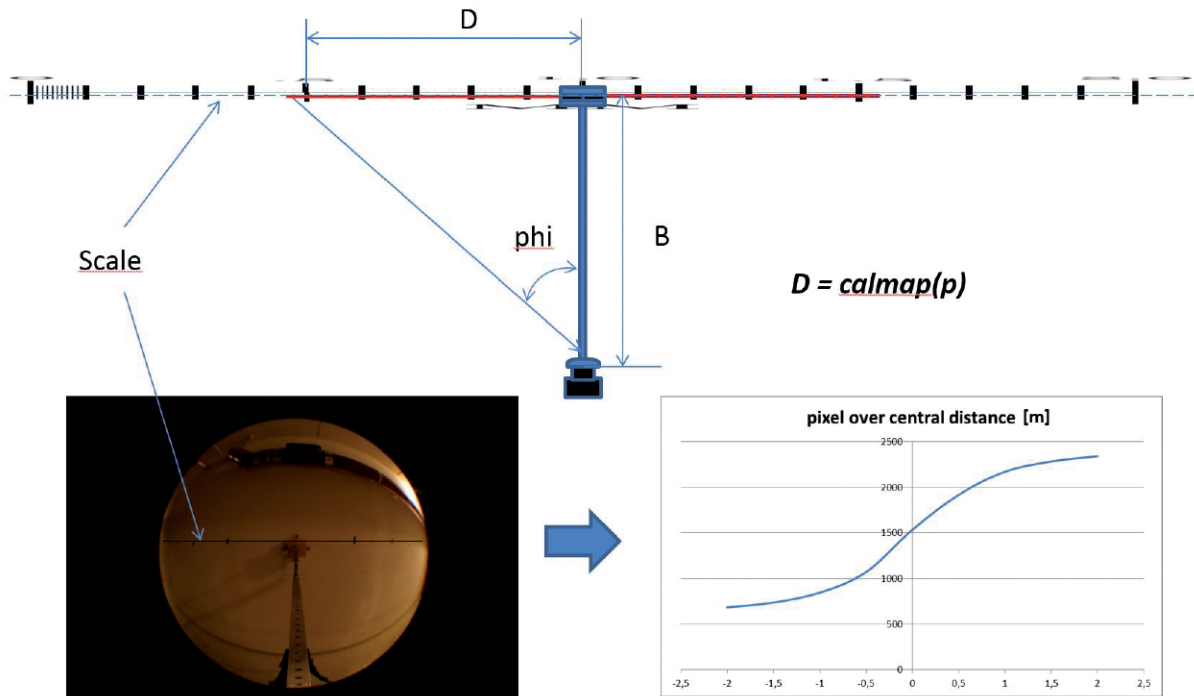 D
phi
B
Scale
D = calmap(p)
pixel over central distance [m]
2500
2000
1500
1000
500
0
-2,5 -2 -1,5 -1 -0,5 0 0,5 1 1,5 2 2,5